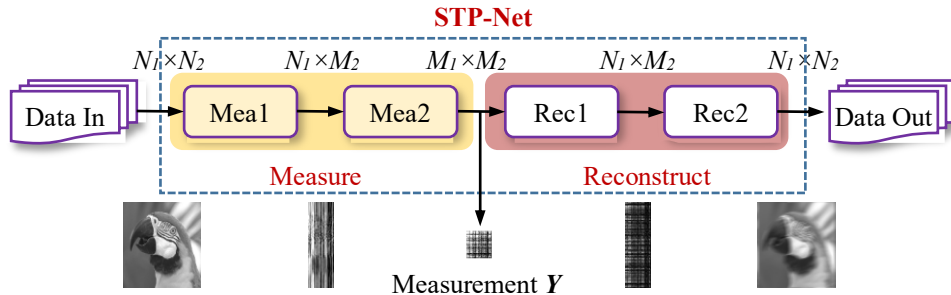 STP-Net
N₁×N₂ N₁×M₂ M₁×M₂ N₁×M₂ N₁×N₂
Data In Mea1 Mea2 Rec1 Rec2 Data Out
Measure Reconstruct
Measurement Y